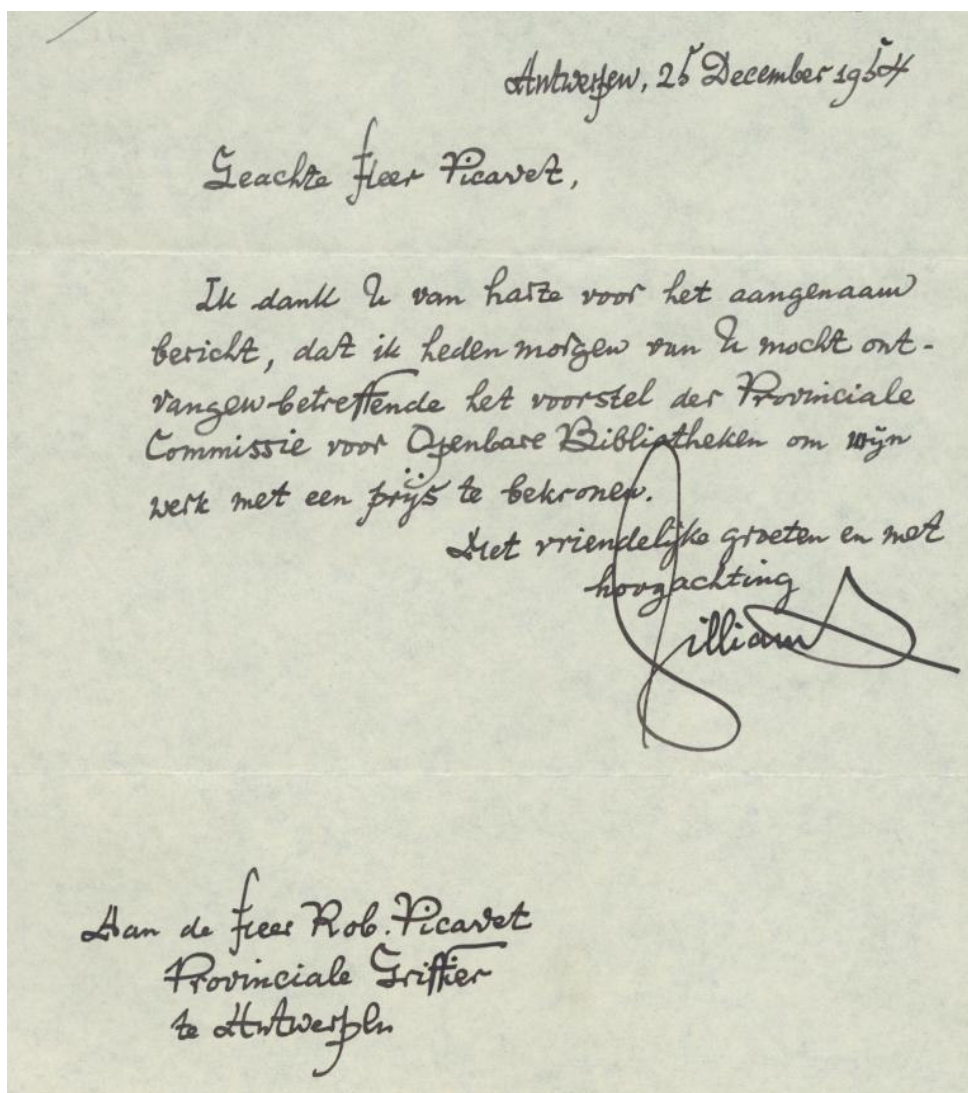 Antwerpen, 25 December 1954
Geachte Heer Picavet,
Ik dank U van harte voor het aangenaam
bericht, dat ik heden morgen van U mocht ont-
vangen betreffende het voorstel der Provinciale
Commissie voor Openbare Bibliotheken om mijn
werk met een prijs te bekronen.
Met vriendelijke groeten en met
hoogachting
Gilliams
Aan de Heer Rob. Picavet
Provinciale Griffier
te Antwerpen